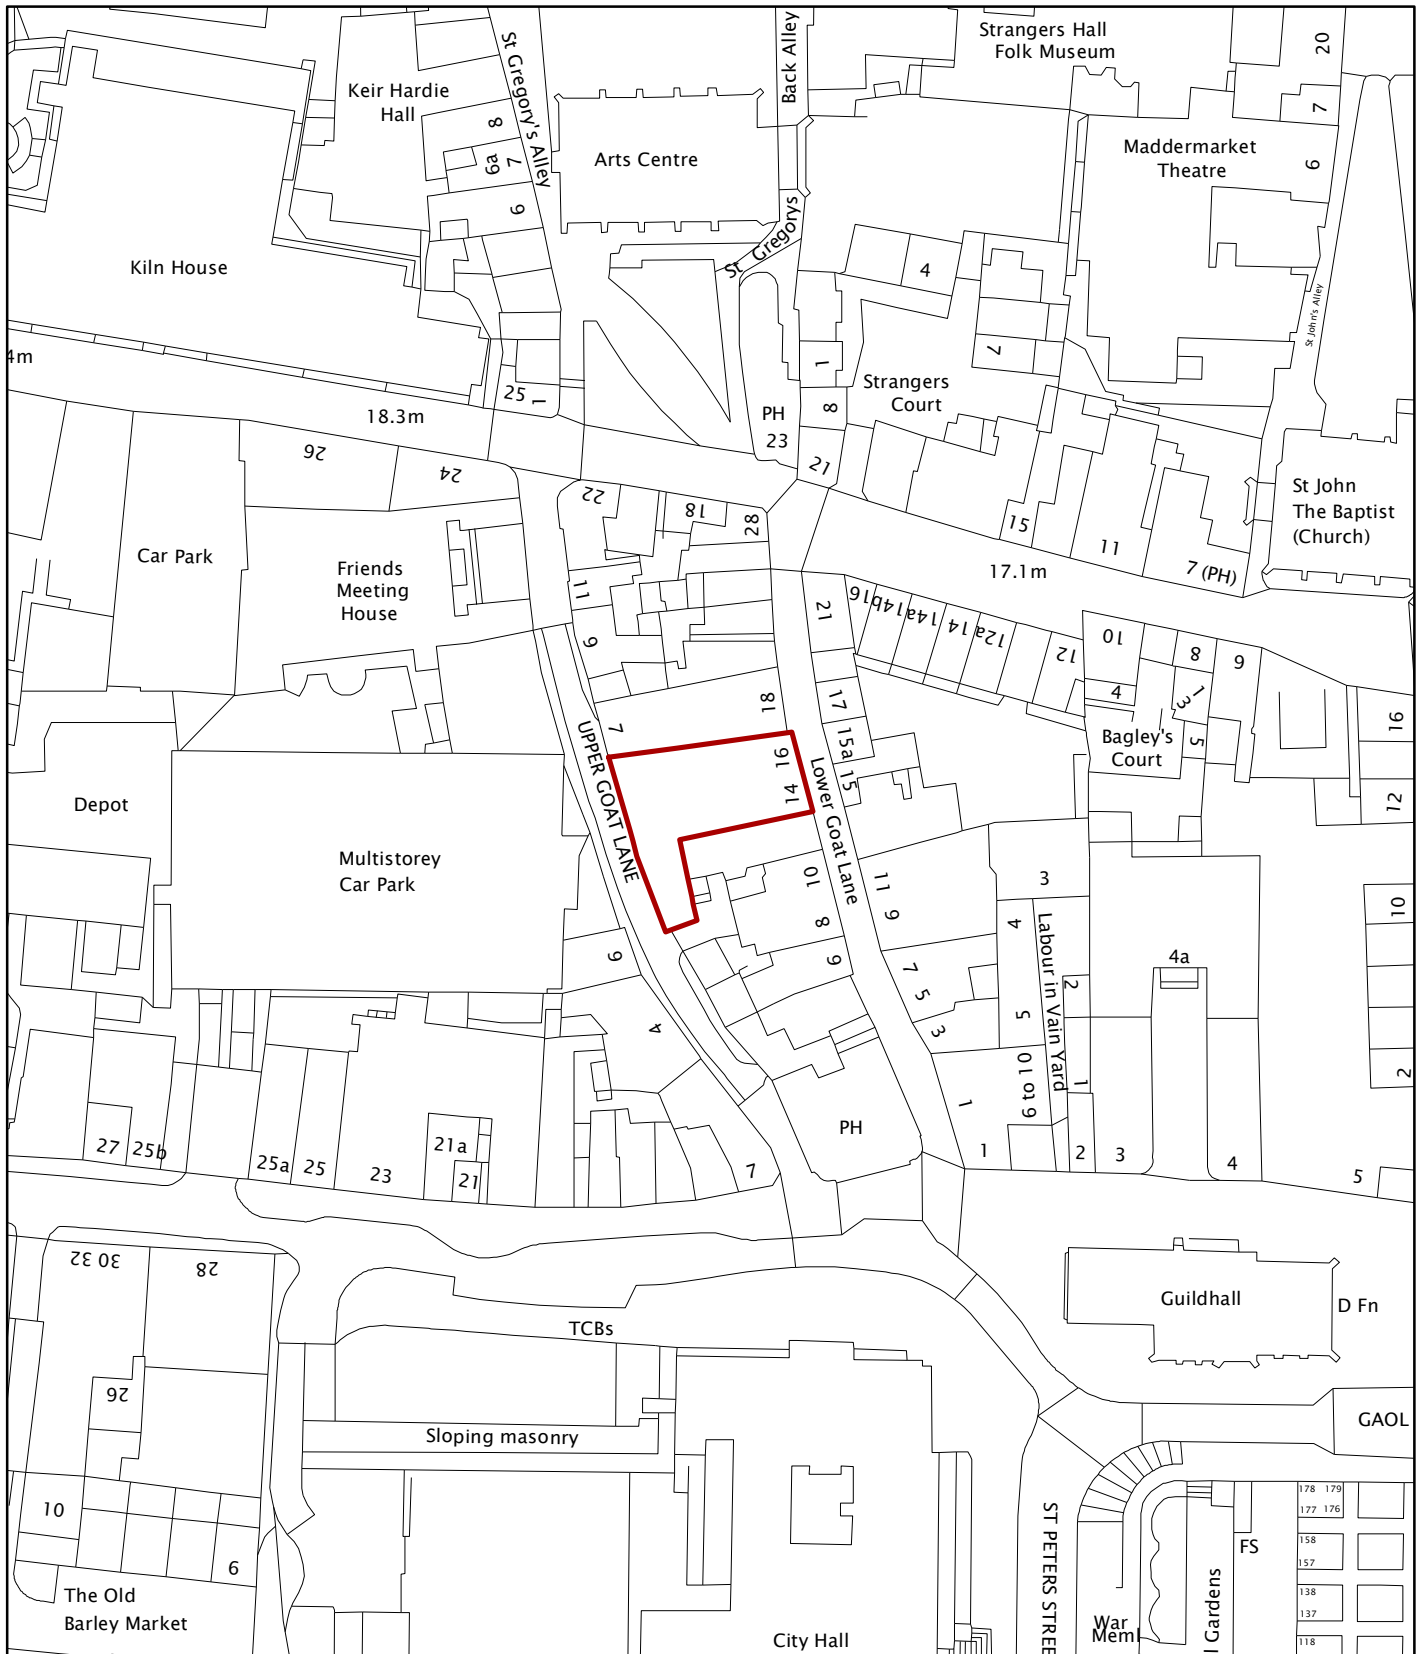 St Gregory's Alley
Back Alley
Strangers Hall
Folk Museum
20
Keir Hardie
Hall
8
7
6a
6
Arts Centre
7
6
Maddermarket
Theatre
St Gregorys
Kiln House
4
St John's Alley
4m
7
1
Strangers
Court
25
1
18.3m
PH
23
8
21
26
24
22
18
28
15
11
7 (PH)
St John
The Baptist
(Church)
Car Park
Friends
Meeting
House
17.1m
11
9
21
16
14b
14a
14
12a
12
10
8
6
4
1
3
18
17
7
16
14
15a
15
Bagley's
Court
5
16
12
UPPER GOAT LANE
Lower Goat Lane
Depot
Multistorey
Car Park
10
8
6
11
9
3
4
5
Labour in Vain Yard
10
4a
6
7
5
3
2
4
1
6 to 10
2
1
PH
1
2
3
4
5
27
25b
25a
25
23
21a
21
7
30 32
28
Guildhall
D Fn
TCBs
26
GAOL
Sloping masonry
10
6
The Old
Barley Market
City Hall
ST PETERS STREE
War
Meml
l Gardens
FS
178 179
177 176
158
157
138
137
118